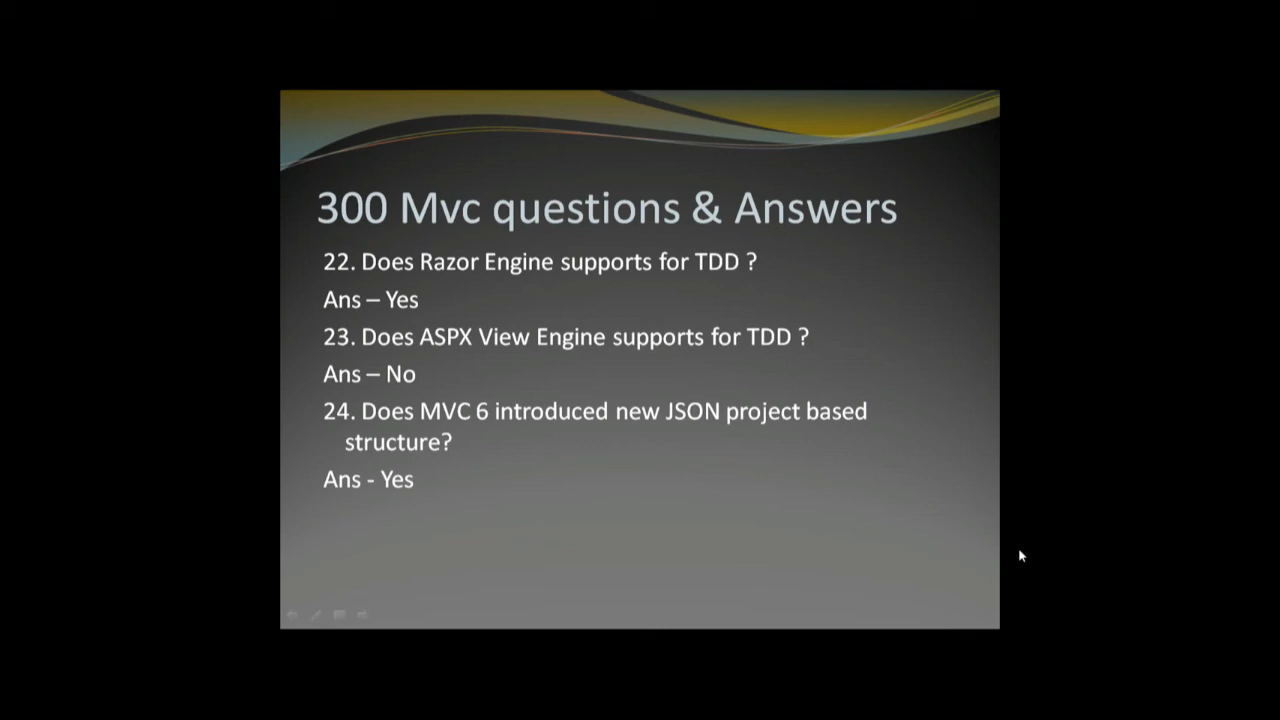 300 Mvc questions & Answers
22. Does Razor Engine supports for TDD ?
Ans – Yes
23. Does ASPX View Engine supports for TDD ?
Ans – No
24. Does MVC 6 introduced new JSON project based
structure?
Ans - Yes